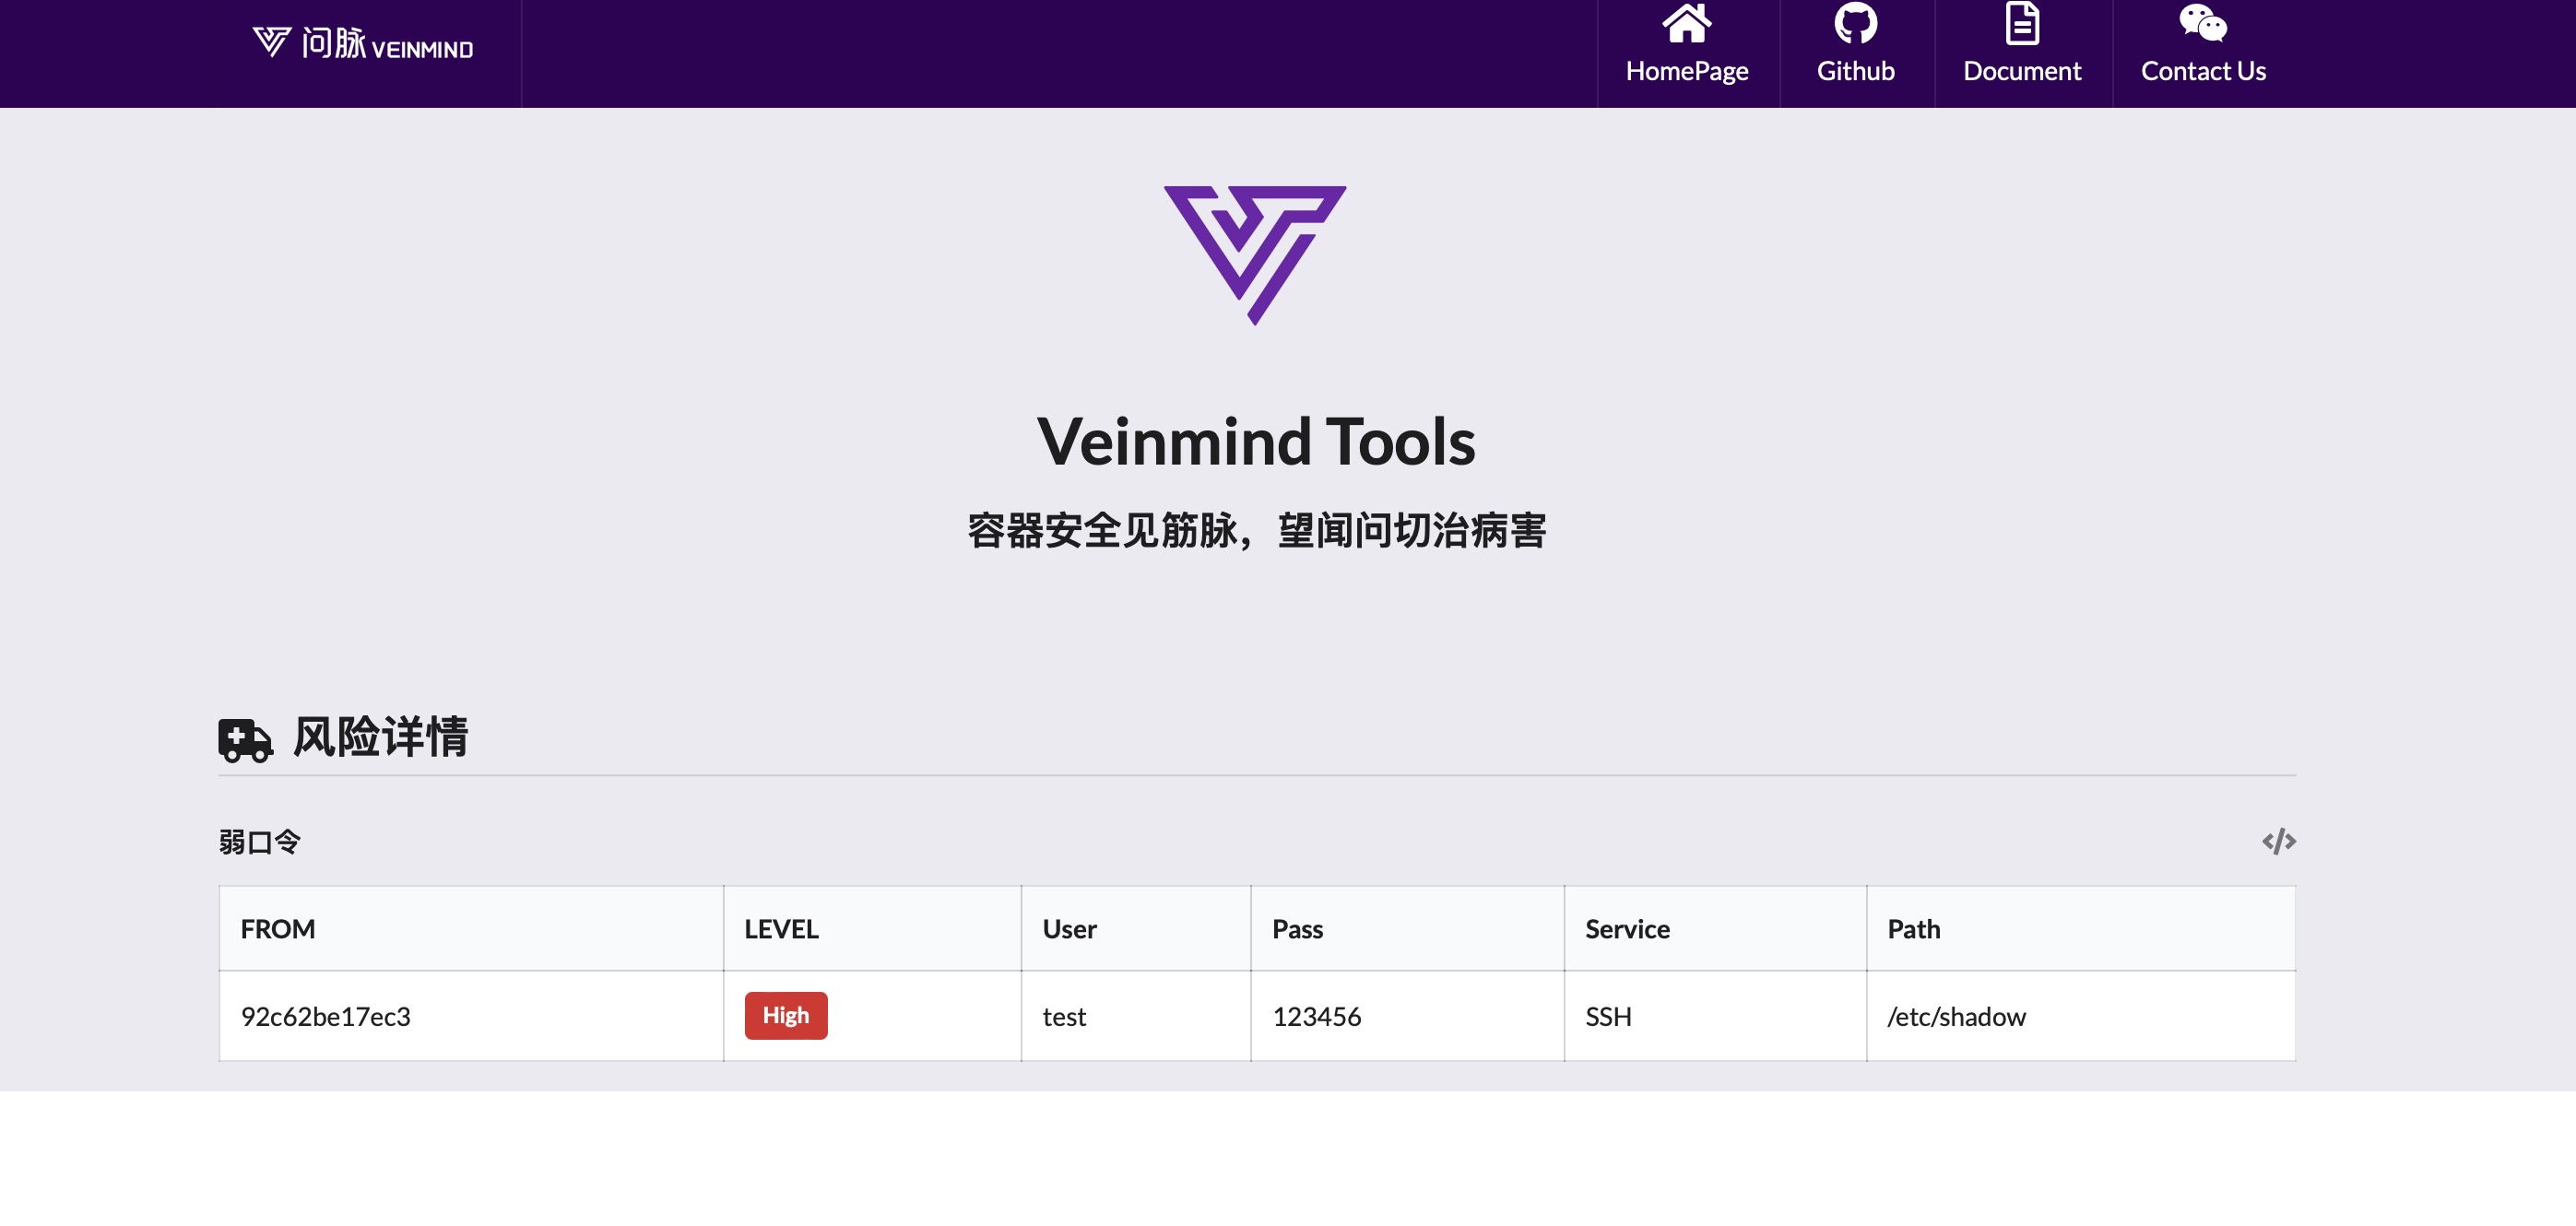 问脉 VEINMIND
HomePage
Github
Document
Contact Us
Veinmind Tools
容器安全见筋脉，望闻问切治病害
风险详情
弱口令
FROM LEVEL User Pass Service Path
92c62be17ec3 High test 123456 SSH /etc/shadow